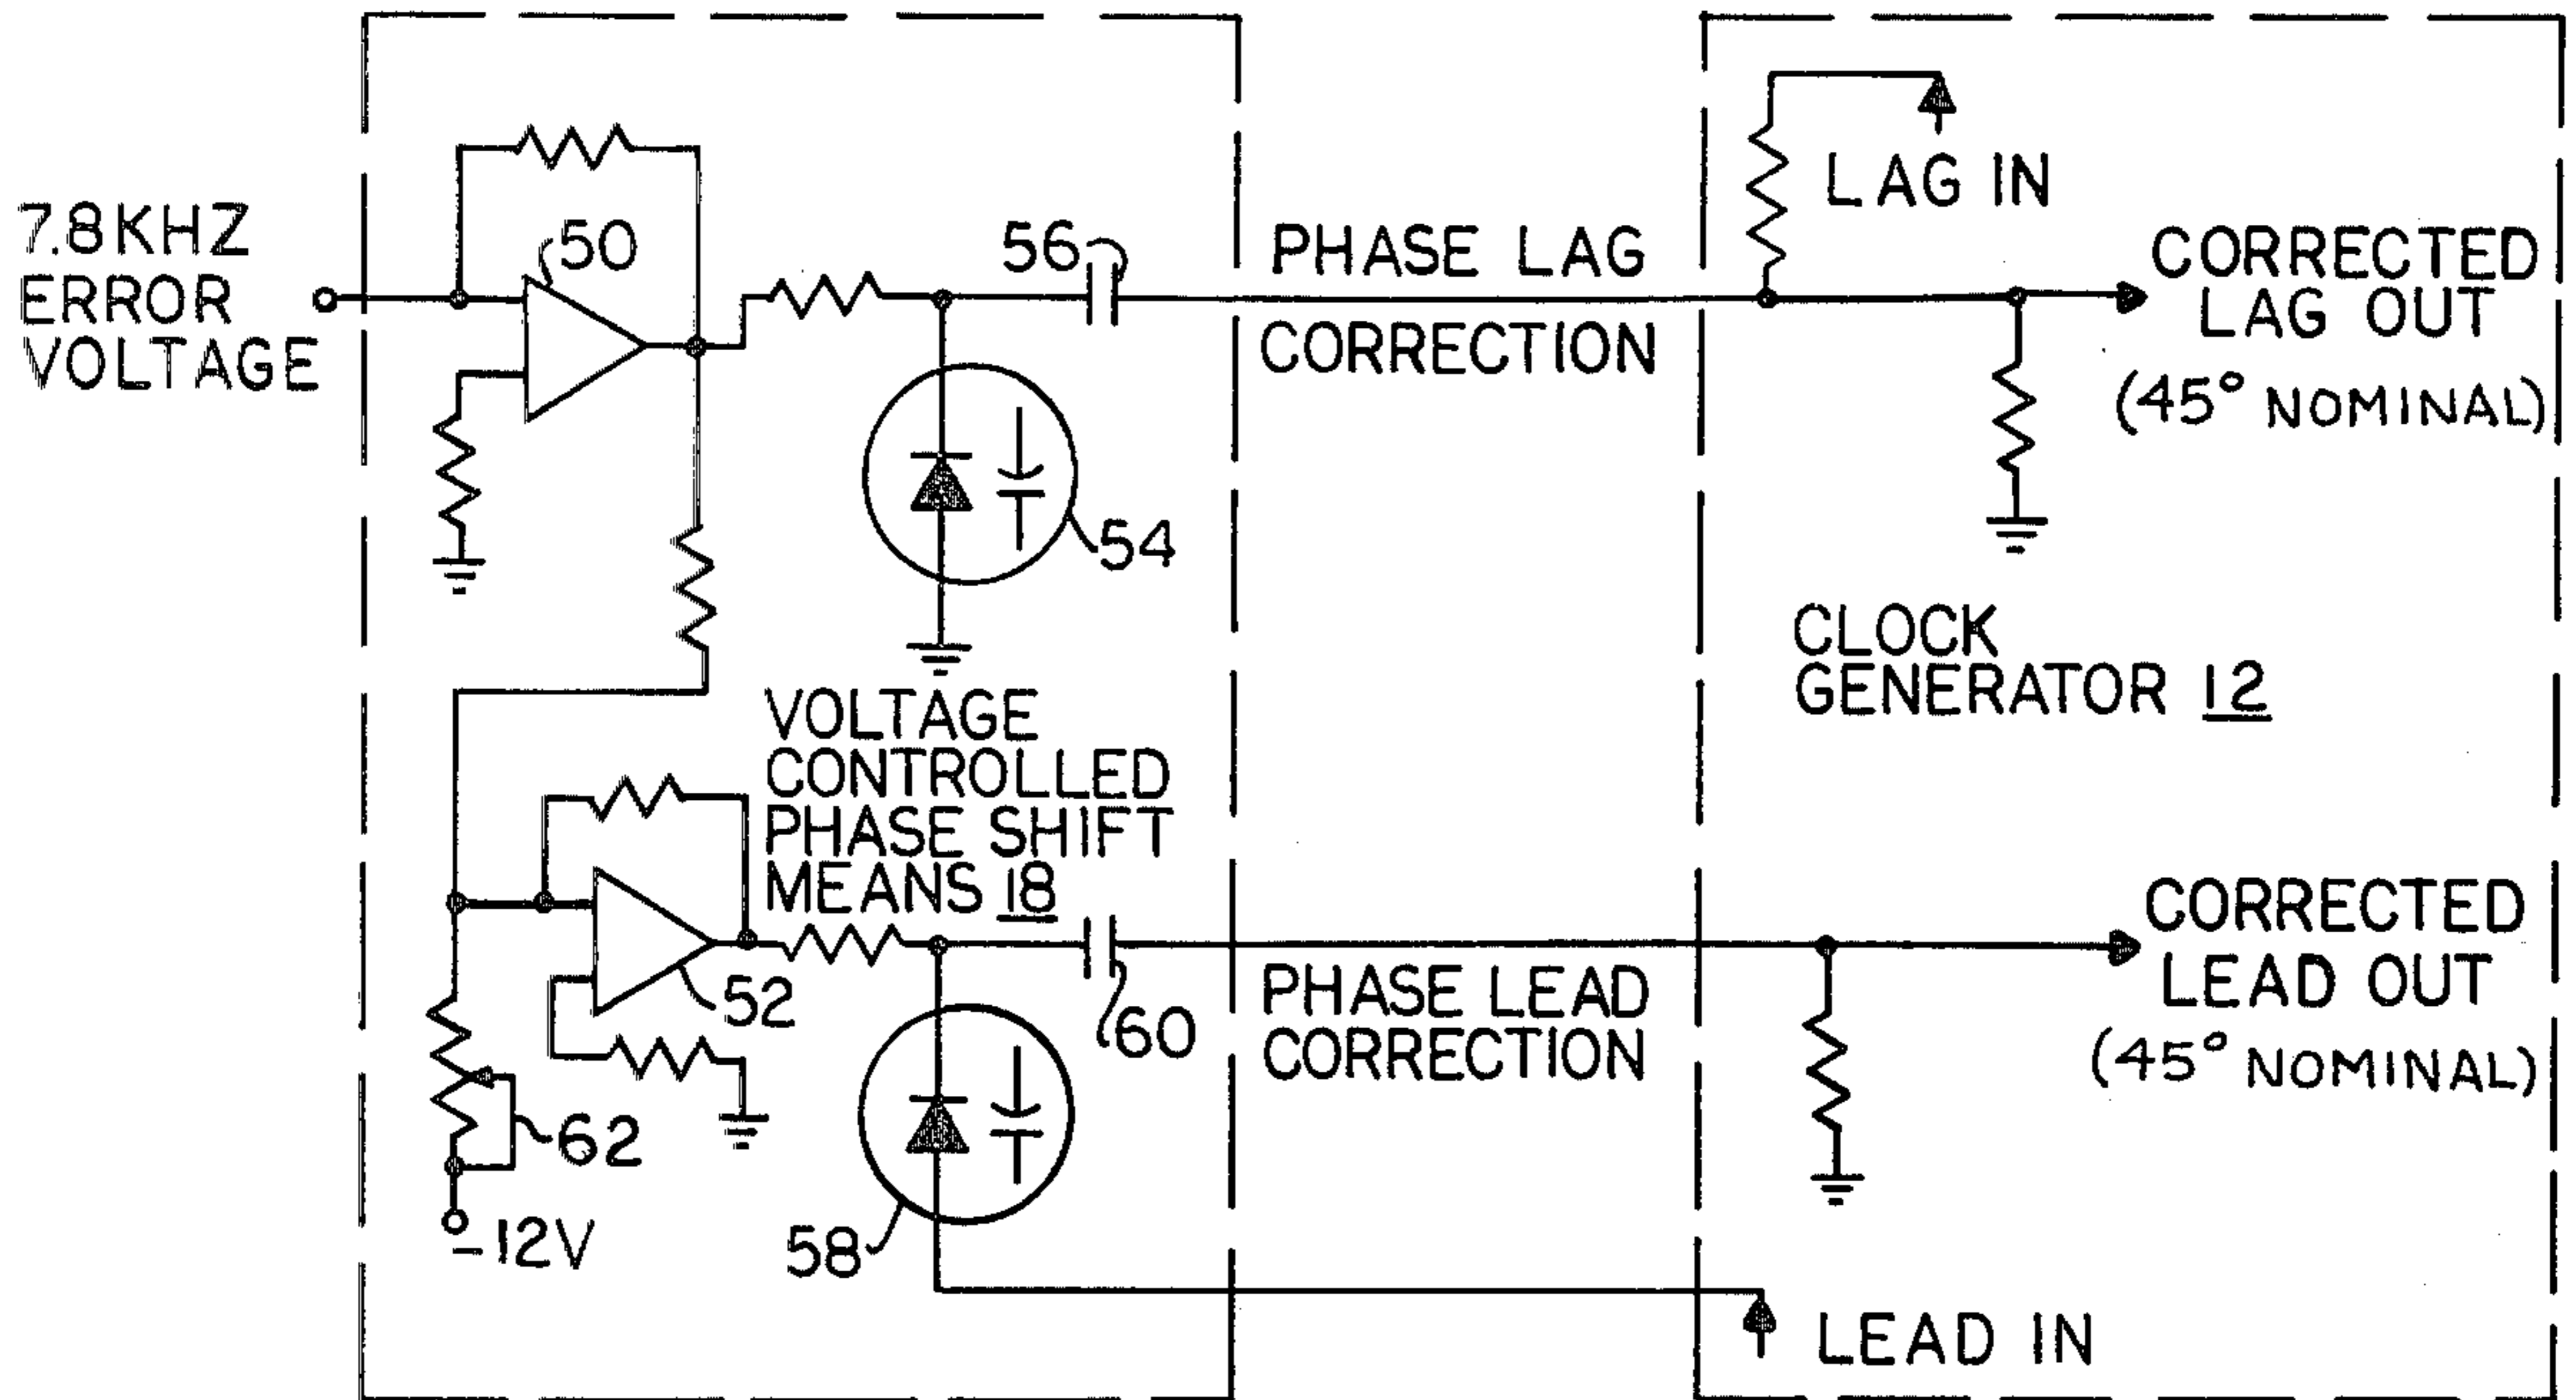 7.8KHZ
ERROR
VOLTAGE
50
56
54
PHASE LAG
CORRECTION
LAG IN
CORRECTED
LAG OUT
(45° NOMINAL)
CLOCK
GENERATOR 12
VOLTAGE
CONTROLLED
PHASE SHIFT
MEANS 18
52
62
-12V
58
60
PHASE LEAD
CORRECTION
CORRECTED
LEAD OUT
(45° NOMINAL)
LEAD IN